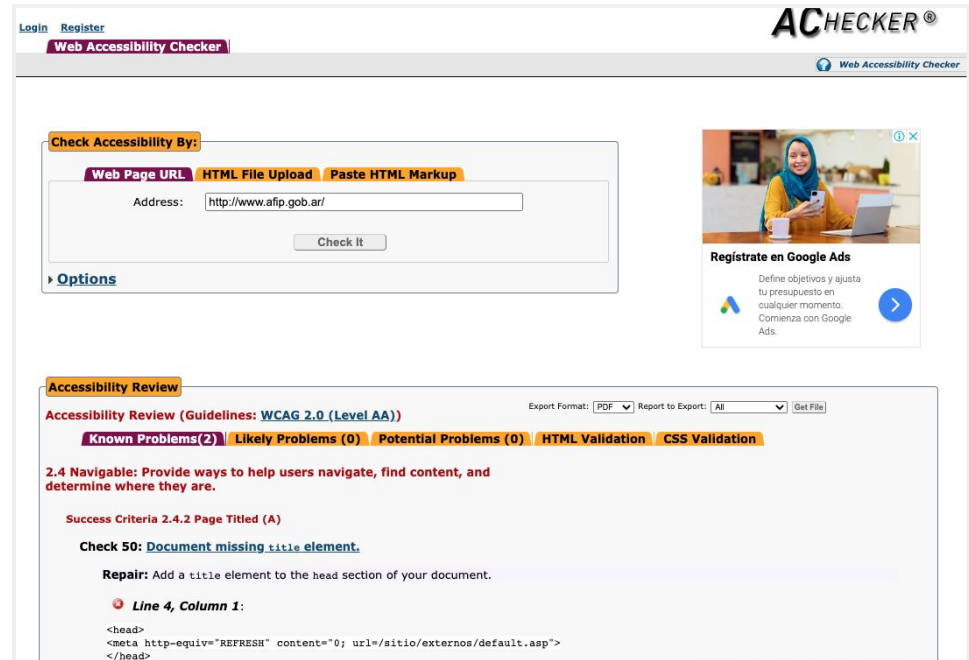 Login Register
ACHECKER ®
Web Accessibility Checker
Web Accessibility Checker
Check Accessibility By:
Web Page URL HTML File Upload Paste HTML Markup
Address: http://www.afip.gob.ar/
Check It
Options
Regístrate en Google Ads
Define objetivos y ajusta
tu presupuesto en
cualquier momento.
Comienza con Google
Ads.
Accessibility Review
Accessibility Review (Guidelines: WCAG 2.0 (Level AA))
Export Format: PDF Report to Export: All Get File
Known Problems(2) Likely Problems (0) Potential Problems (0) HTML Validation CSS Validation
2.4 Navigable: Provide ways to help users navigate, find content, and
determine where they are.
Success Criteria 2.4.2 Page Titled (A)
Check 50: Document missing title element.
Repair: Add a title element to the head section of your document.
Line 4, Column 1:
<head>
<meta http-equiv="REFRESH" content="0; url=/sitio/externos/default.asp">
</head>